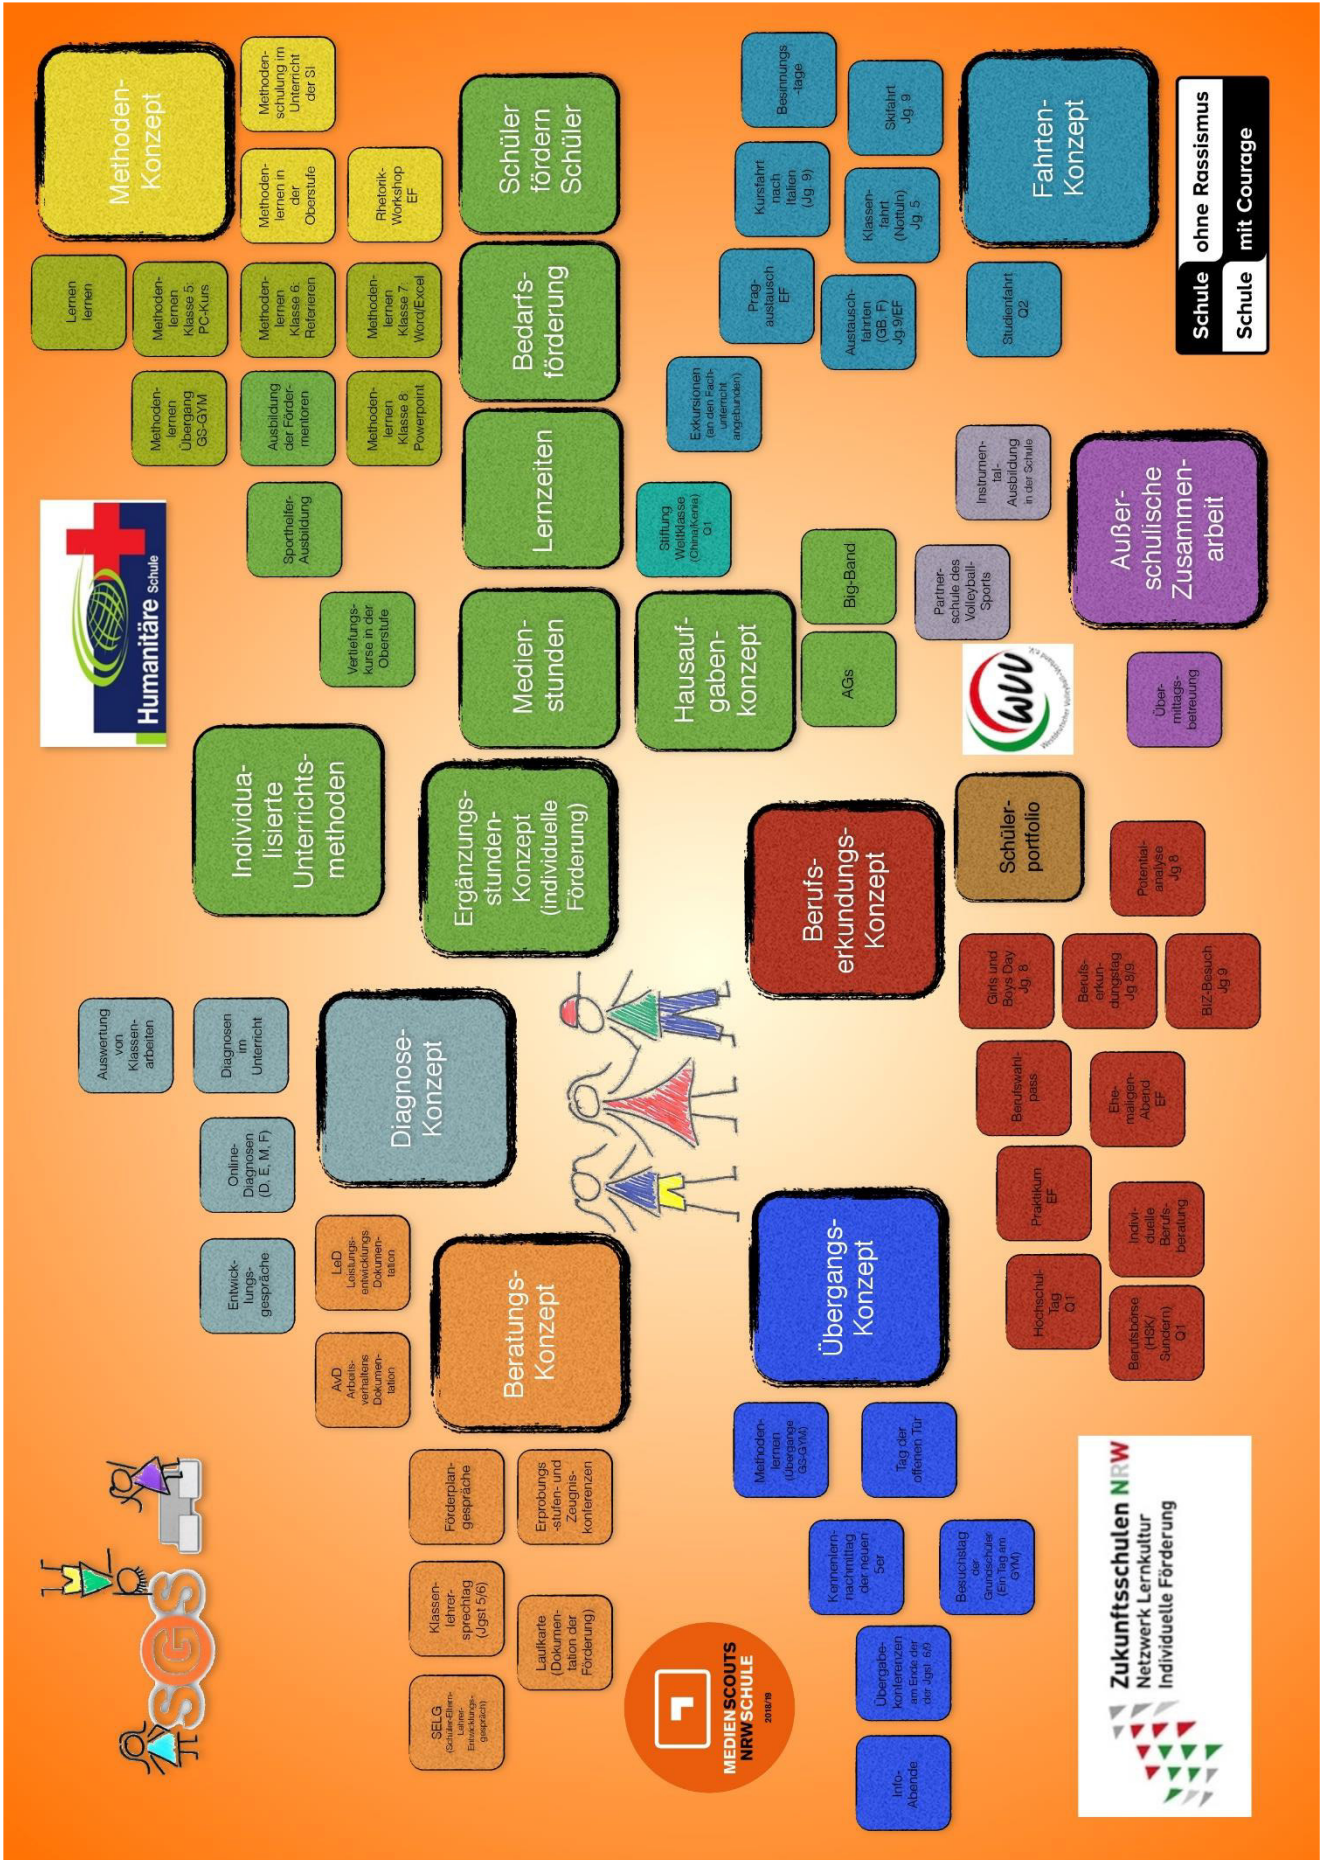 SGS
Humanitäre Schule
Methoden-
Konzept
Lernen
lernen
Methoden-
lernen
Klasse 5:
PC-Kurs
Methoden-
schulung im
Unterricht
der SI
Methoden-
lernen
Übergang
GS-GYM
Methoden-
lernen
Klasse 6:
Referieren
Methoden-
lernen in
der
Oberstufe
Ausbildung
der Förder-
mentoren
Methoden-
lernen
Klasse 7:
Word/Excel
Rhetorik-
Workshop
EF
Methoden-
lernen
Klasse 8:
Powerpoint
Sporthelfer-
Ausbildung
Vertiefungs-
kurse in der
Oberstufe
Individua-
lisierte
Unterrichts-
methoden
Auswertung
von
Klassen-
arbeiten
Diagnosen
im
Unterricht
Online-
Diagnosen
(D, E, M, F)
Entwick-
lungs-
gespräche
Diagnose-
Konzept
LeD
Leistungs-
entwicklungs
Dokumen-
tation
AvD
Arbeits-
verhaltens
Dokumen-
tation
Beratungs-
Konzept
Förderplan-
gespräche
Erprobungs
-stufen- und
Zeugnis-
konferenzen
Klassen-
lehrer-
sprechtag
(Jgst 5/6)
Laufkarte
(Dokumen-
tation der
Förderung)
SELG
(Schüler-Eltern-
Lehrer-
Entwicklungs-
gespräch)
Ergänzungs-
stunden-
Konzept
(individuelle
Förderung)
Medien-
stunden
Lernzeiten
Bedarfs-
förderung
Schüler
fördern
Schüler
Hausauf-
gaben-
konzept
Stiftung
Weltklasse
(China/Kenia)
Q1
AGs
Big-Band
Exkursionen
(an den Fach-
unterricht
angebunden)
Prag-
austausch
EF
Kursfahrt
nach
Italien
(Jg. 9)
Besinnungs
-tage
Austausch-
fahrten
(GB, F)
Jg.9/EF
Klassen-
fahrt
(Nottuln)
Jg. 5
Skifahrt
Jg. 9
Studienfahrt
Q2
Fahrten-
Konzept
MEDIENSCOUTS
NRWSCHULE
2018/19
Übergangs-
Konzept
Methoden-
lernen
(Übergänge
GS-GYM)
Tag der
offenen Tür
Kennenlern-
nachmittag
der neuen
5er
Besuchstag
der
Grundschüler
(Ein Tag am
GYM)
Übergabe-
konferenzen
am Ende der
der Jgst. 6/9
Info-
Abende
Berufs-
erkundungs-
Konzept
Schüler-
portfolio
Girls und
Boys Day
Jg. 8
Berufs-
erkun-
dungstag
Jg 8/9
Potential-
analyse
Jg 8
BIZ-Besuch
Jg 9
Berufswahl-
pass
Ehe-
maligen-
Abend
EF
Praktikum
EF
Indivi-
duelle
Berufs-
beratung
Hochschul-
Tag
Q1
Berufsbörse
(HSK/
Sundern)
Q1
Partner-
schule des
Volleyball-
Sports
Instrumen-
tal-
Ausbildung
in der Schule
WVV
Westdeutscher Volleyball-Verband e.V.
Außer-
schulische
Zusammen-
arbeit
Über-
mittags-
betreuung
Zukunftsschulen NRW
Netzwerk Lernkultur
Individuelle Förderung
Schule ohne Rassismus
Schule mit Courage